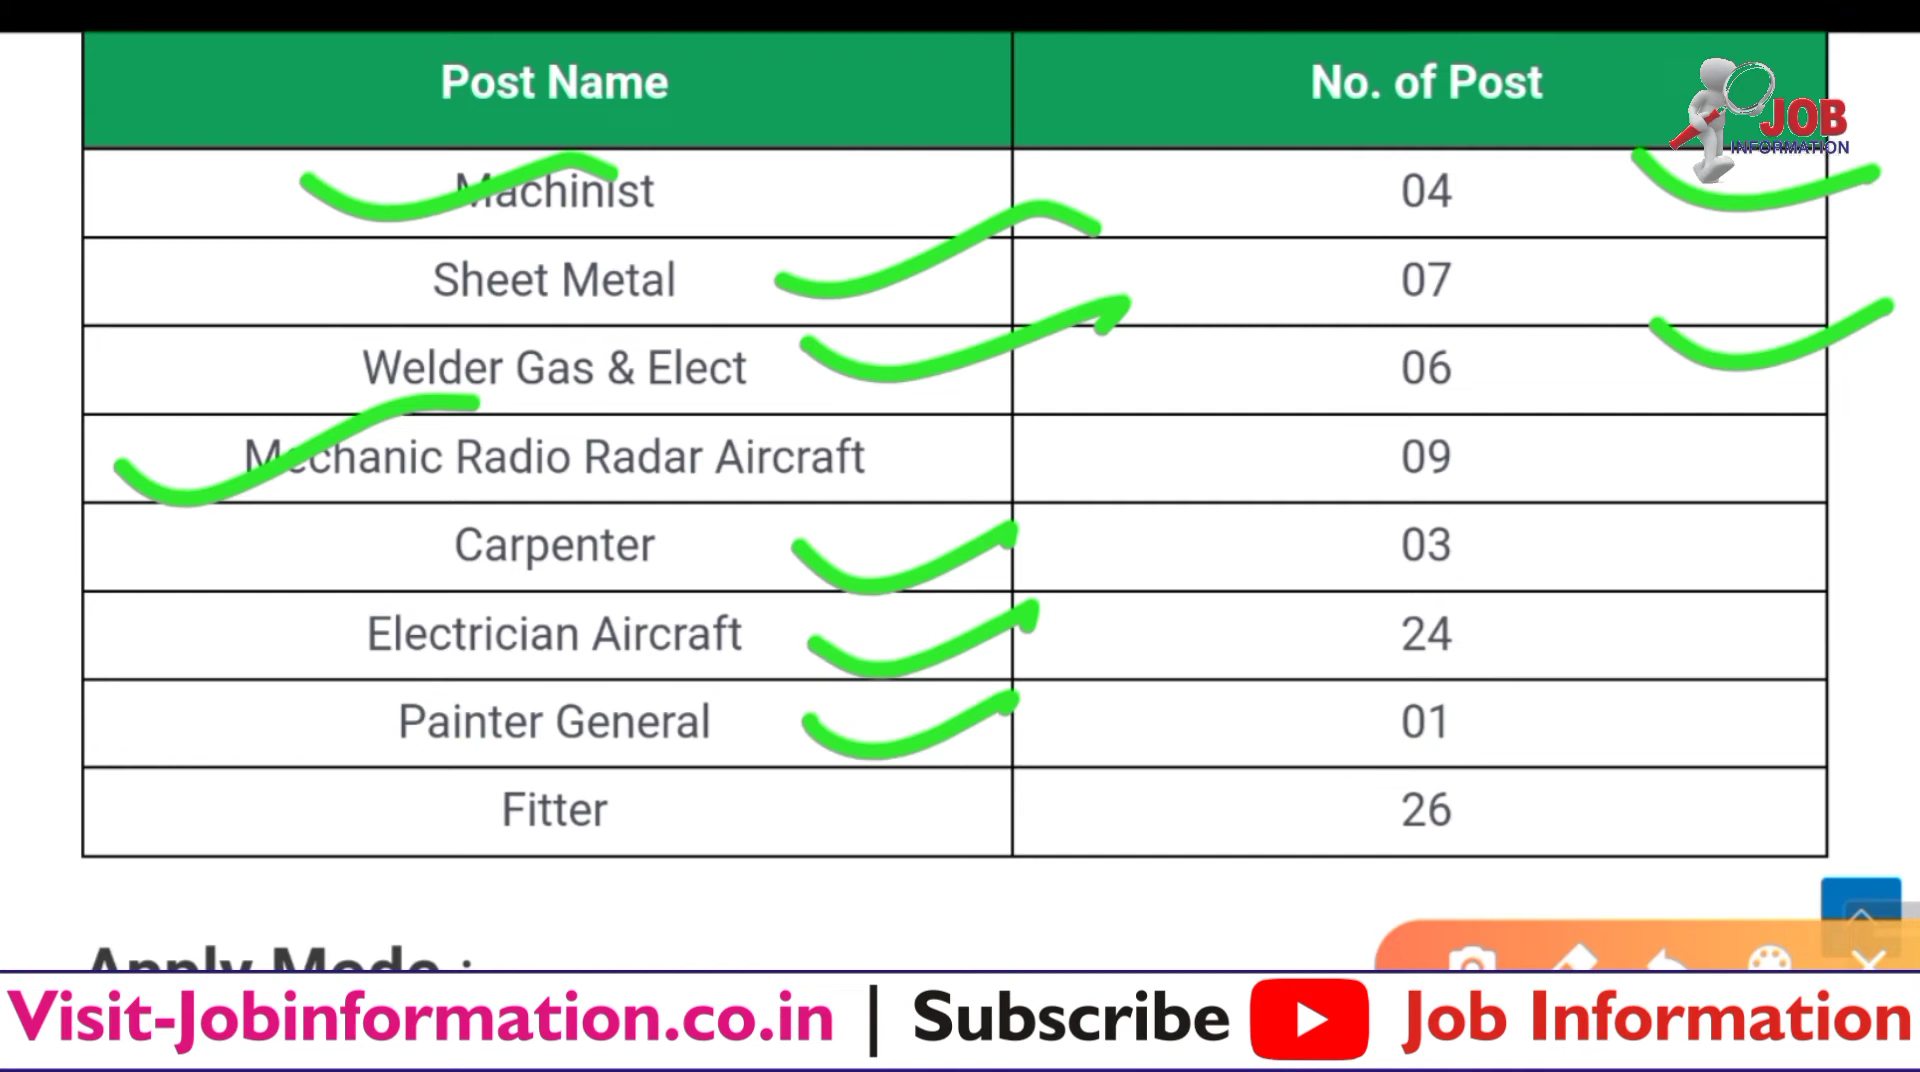 Post Name No. of Post
JOB
INFORMATION
Machinist 04
Sheet Metal 07
Welder Gas & Elect 06
Mechanic Radio Radar Aircraft 09
Carpenter 03
Electrician Aircraft 24
Painter General 01
Fitter 26
Apply Mode :
Visit-Jobinformation.co.in | Subscribe Job Information